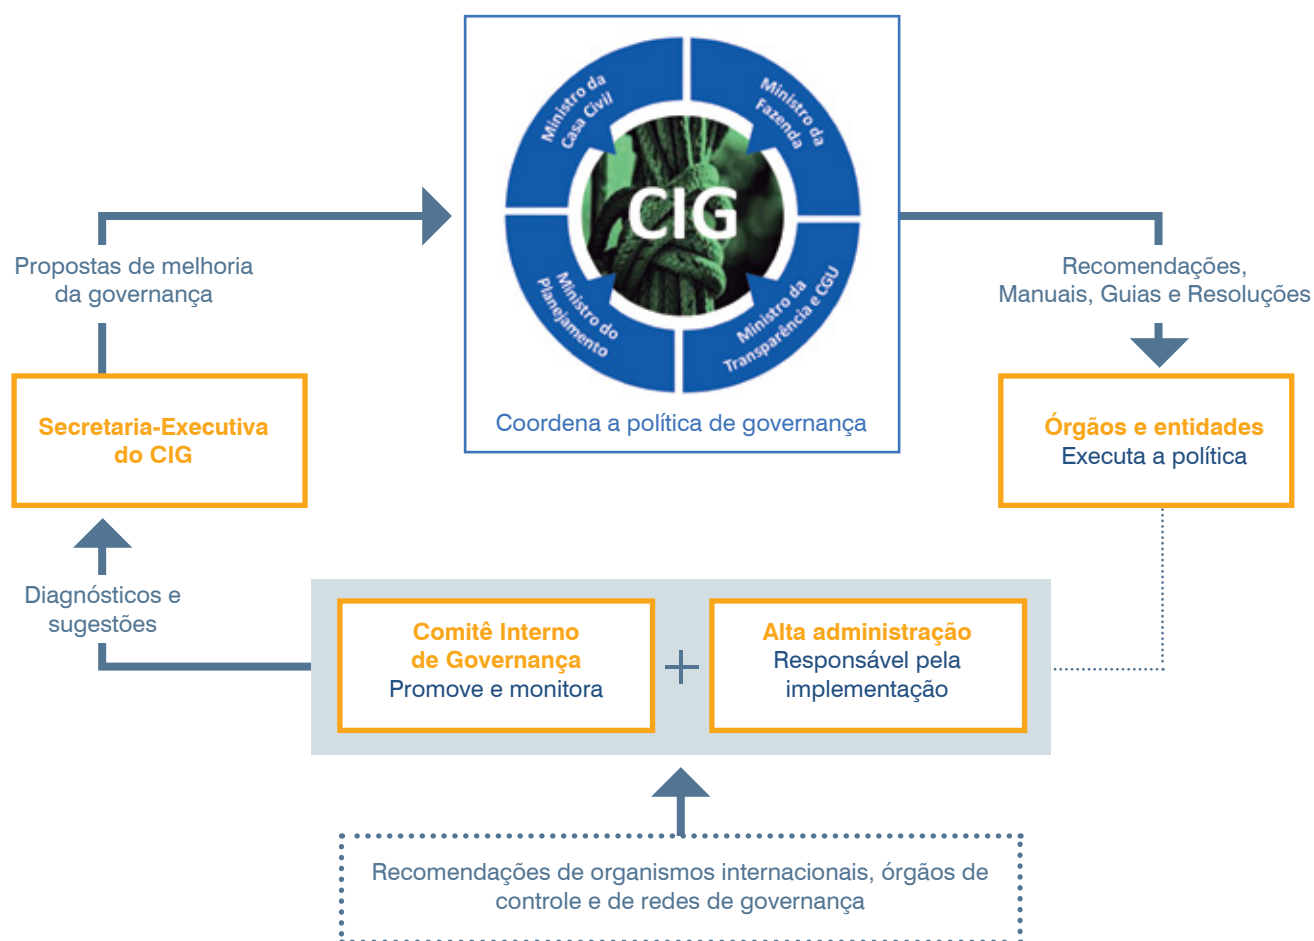 Ministro da
Casa Civil
Ministro da
Fazenda
CIG
Ministro do
Planejamento
Ministro da
Transparência e CGU
Coordena a política de governança
Propostas de melhoria
da governança
Recomendações,
Manuais, Guias e Resoluções
Secretaria-Executiva
do CIG
Órgãos e entidades
Executa a política
Diagnósticos e
sugestões
Comitê Interno
de Governança
Promove e monitora
+
Alta administração
Responsável pela
implementação
Recomendações de organismos internacionais, órgãos de
controle e de redes de governança